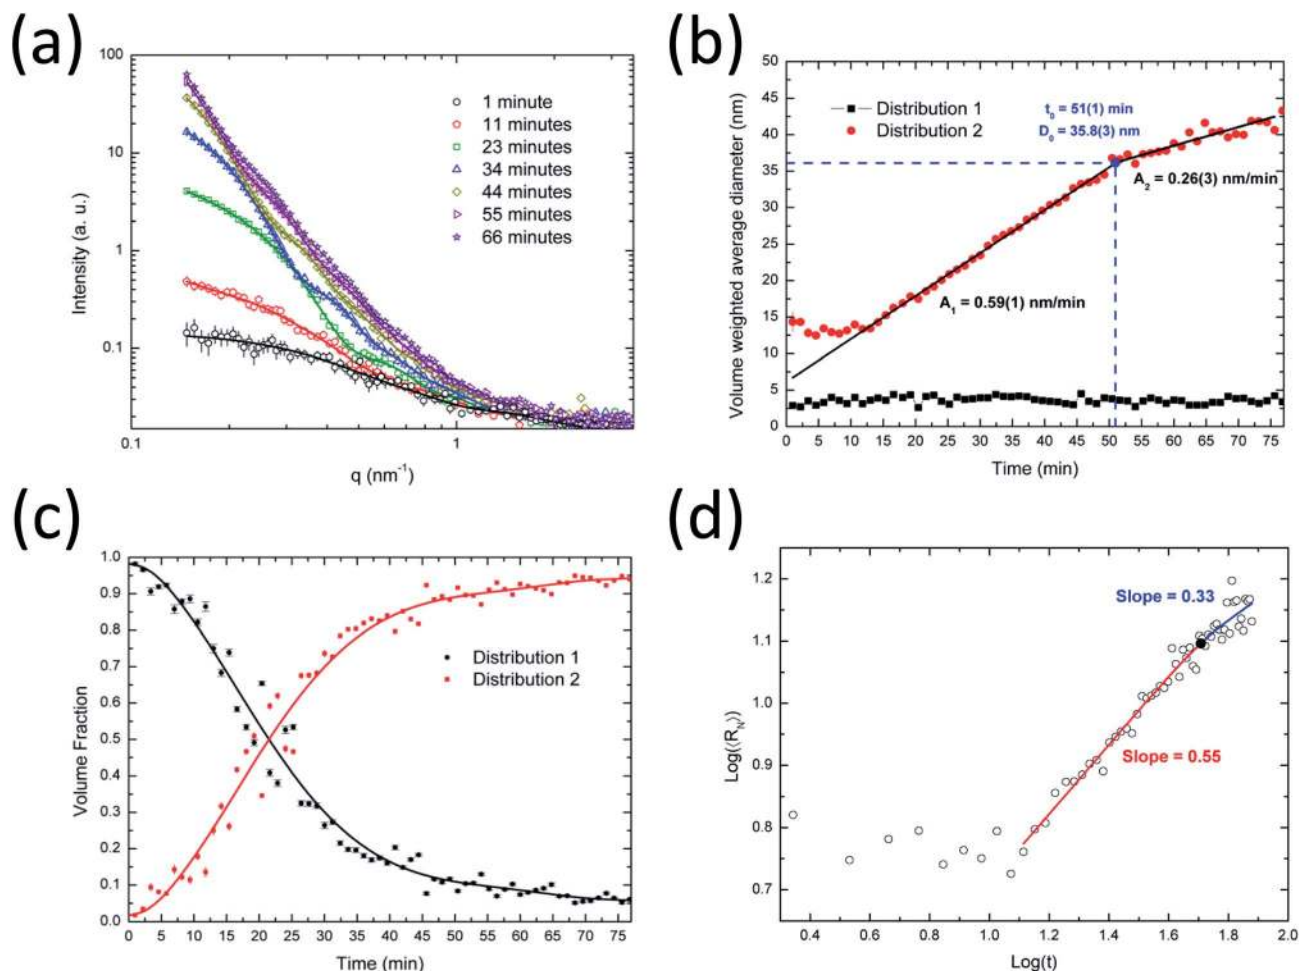 (a)
100
10
1
0.1
0.1
1
Intensity (a. u.)
q (nm⁻¹)
1 minute
11 minutes
23 minutes
34 minutes
44 minutes
55 minutes
66 minutes
(b)
50
45
40
35
30
25
20
15
10
5
0
Volume weighted average diameter (nm)
Distribution 1
Distribution 2
t₀ = 51(1) min
D₀ = 35.8(3) nm
A₂ = 0.26(3) nm/min
A₁ = 0.59(1) nm/min
0 5 10 15 20 25 30 35 40 45 50 55 60 65 70 75
Time (min)
(c)
1.0
0.9
0.8
0.7
0.6
0.5
0.4
0.3
0.2
0.1
0.0
Volume Fraction
Distribution 1
Distribution 2
0 5 10 15 20 25 30 35 40 45 50 55 60 65 70 75
Time (min)
(d)
1.2
1.1
1.0
0.9
0.8
0.7
Log(⟨R_N⟩)
Slope = 0.33
Slope = 0.55
0.4 0.6 0.8 1.0 1.2 1.4 1.6 1.8 2.0
Log(t)